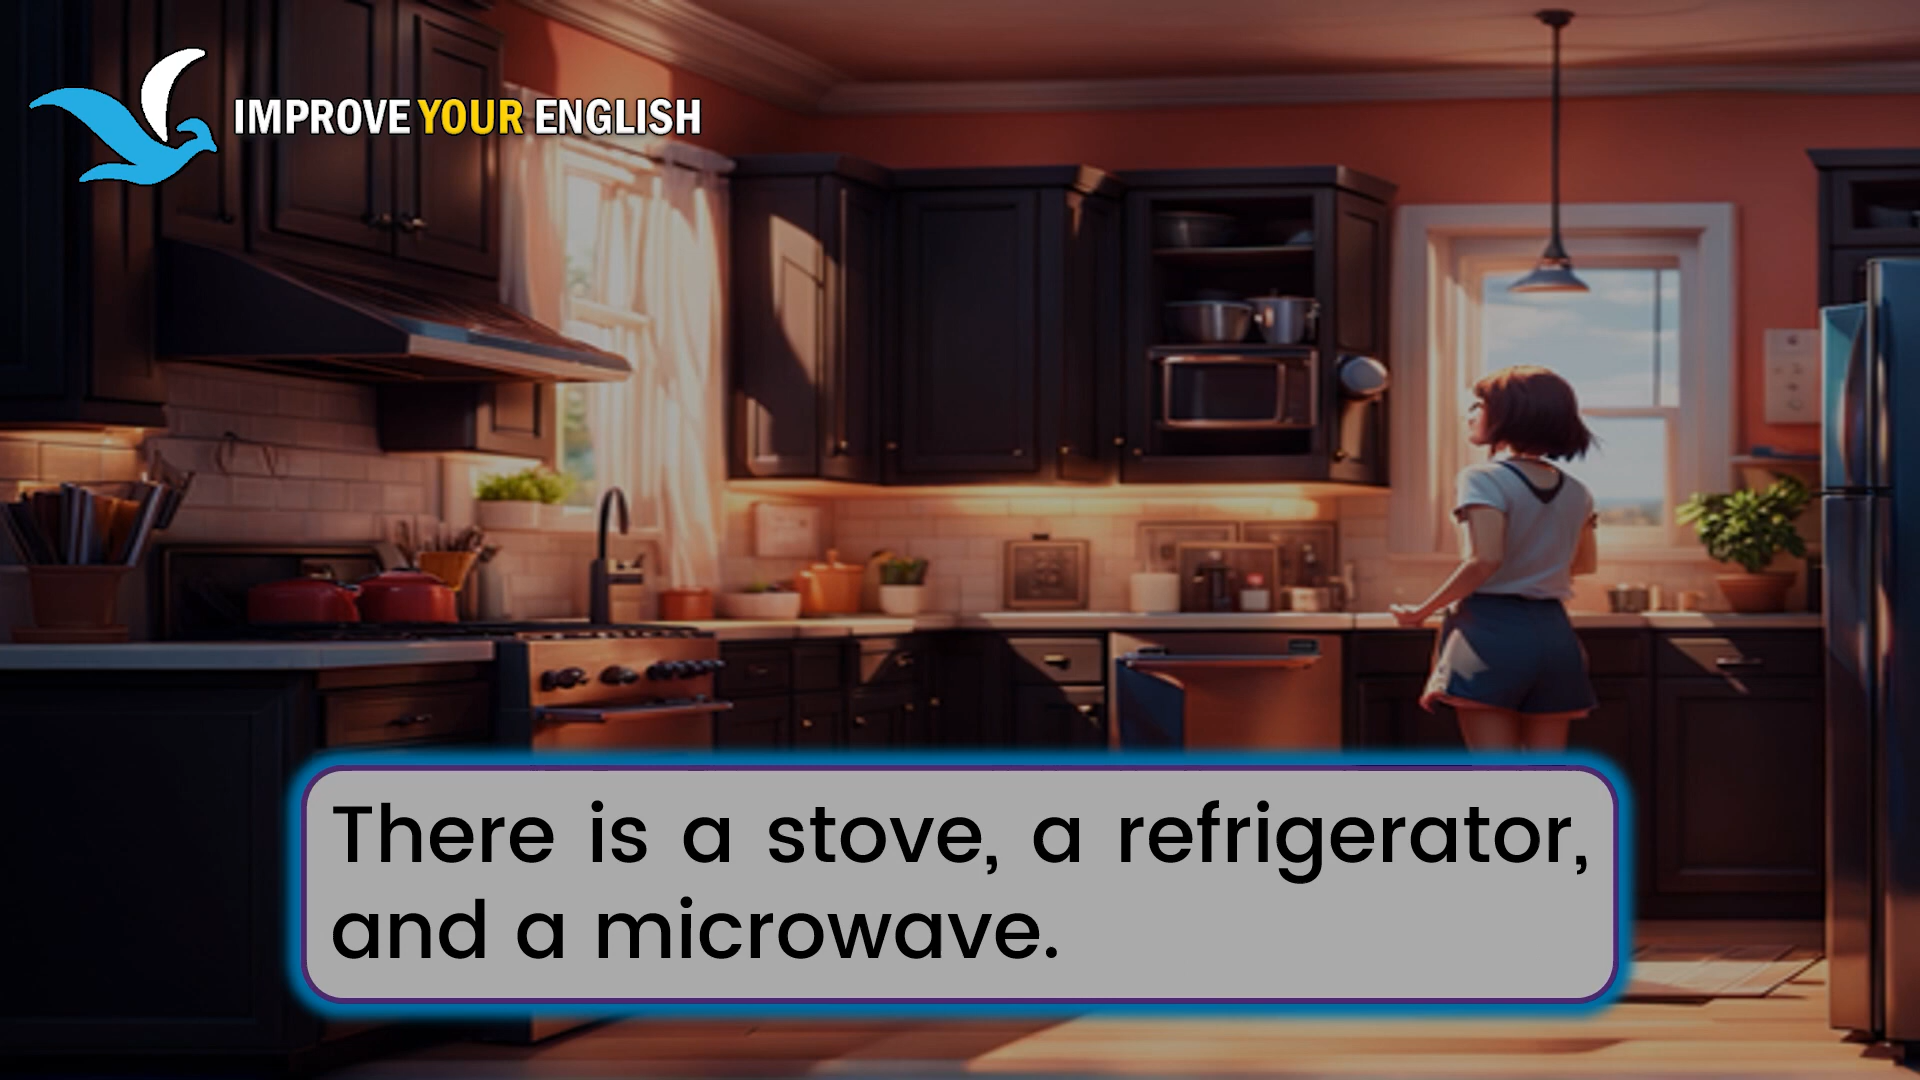 IMPROVE YOUR ENGLISH
There is a stove, a refrigerator,
and a microwave.